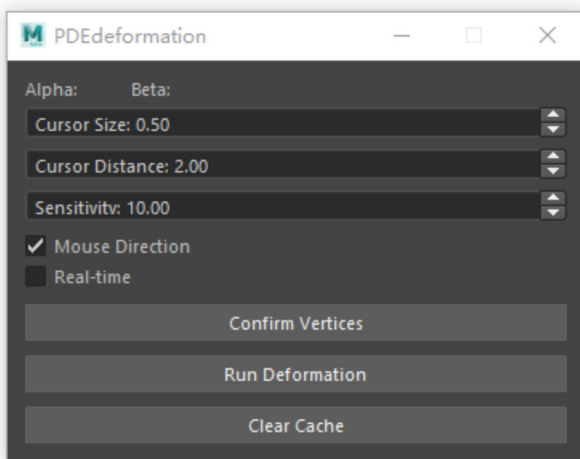 PDEdeformation
Alpha: Beta:
Cursor Size: 0.50
Cursor Distance: 2.00
Sensitivity: 10.00
Mouse Direction
Real-time
Confirm Vertices
Run Deformation
Clear Cache